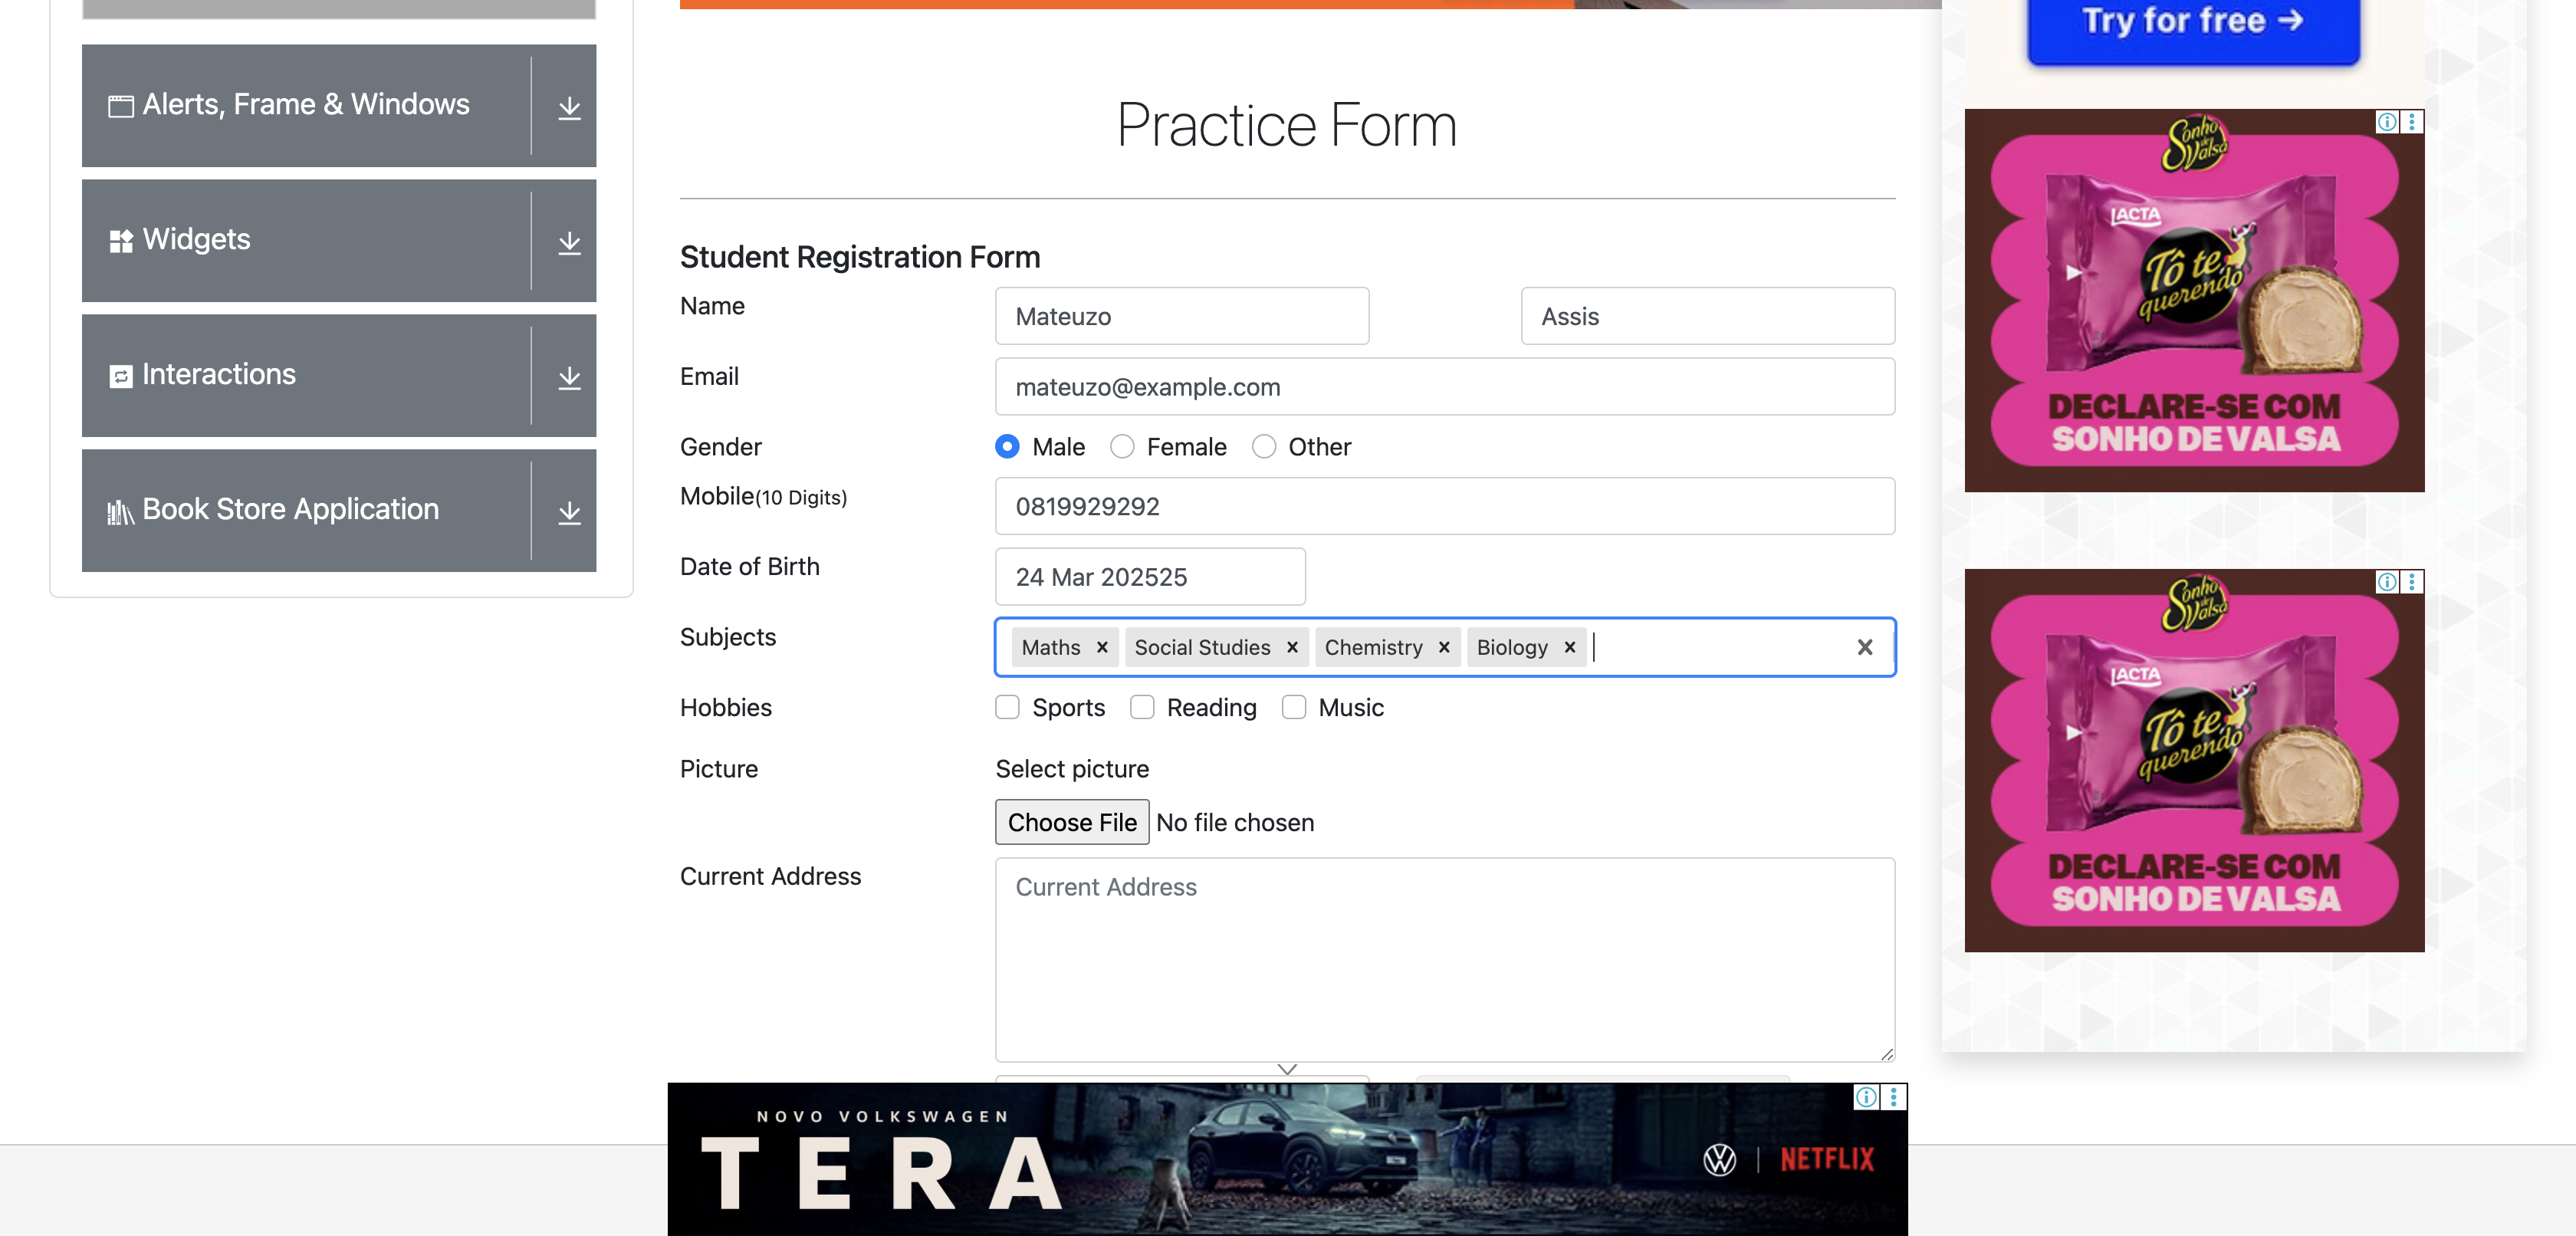 Alerts, Frame & Windows
Widgets
Interactions
Book Store Application
Practice Form
Student Registration Form
Name
Mateuzo
Assis
Email
mateuzo@example.com
Gender
Male
Female
Other
Mobile(10 Digits)
0819929292
Date of Birth
24 Mar 202525
Subjects
Maths
Social Studies
Chemistry
Biology
Hobbies
Sports
Reading
Music
Picture
Select picture
Choose File
No file chosen
Current Address
Current Address
NOVO VOLKSWAGEN
TERA
NETFLIX
Try for free →
Sonho de Valsa
LACTA
Tô te
querendo
DECLARE-SE COM
SONHO DE VALSA
Sonho de Valsa
LACTA
Tô te
querendo
DECLARE-SE COM
SONHO DE VALSA